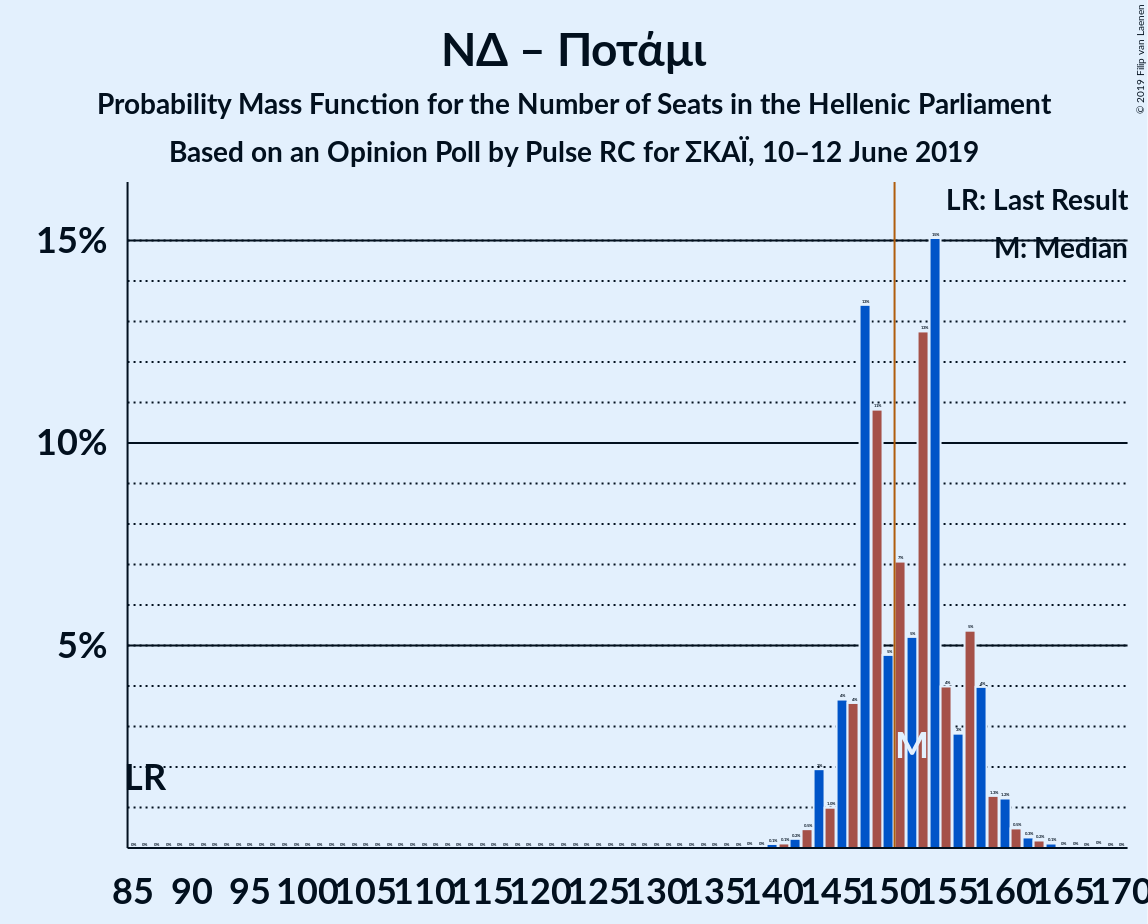 ΝΔ – Ποτάμι
Probability Mass Function for the Number of Seats in the Hellenic Parliament
Based on an Opinion Poll by Pulse RC for ΣΚΑΪ, 10–12 June 2019
© 2019 Filip van Laenen
LR: Last Result
M: Median
15%
10%
5%
LR
M
85 90 95 100 105 110 115 120 125 130 135 140 145 150 155 160 165 170